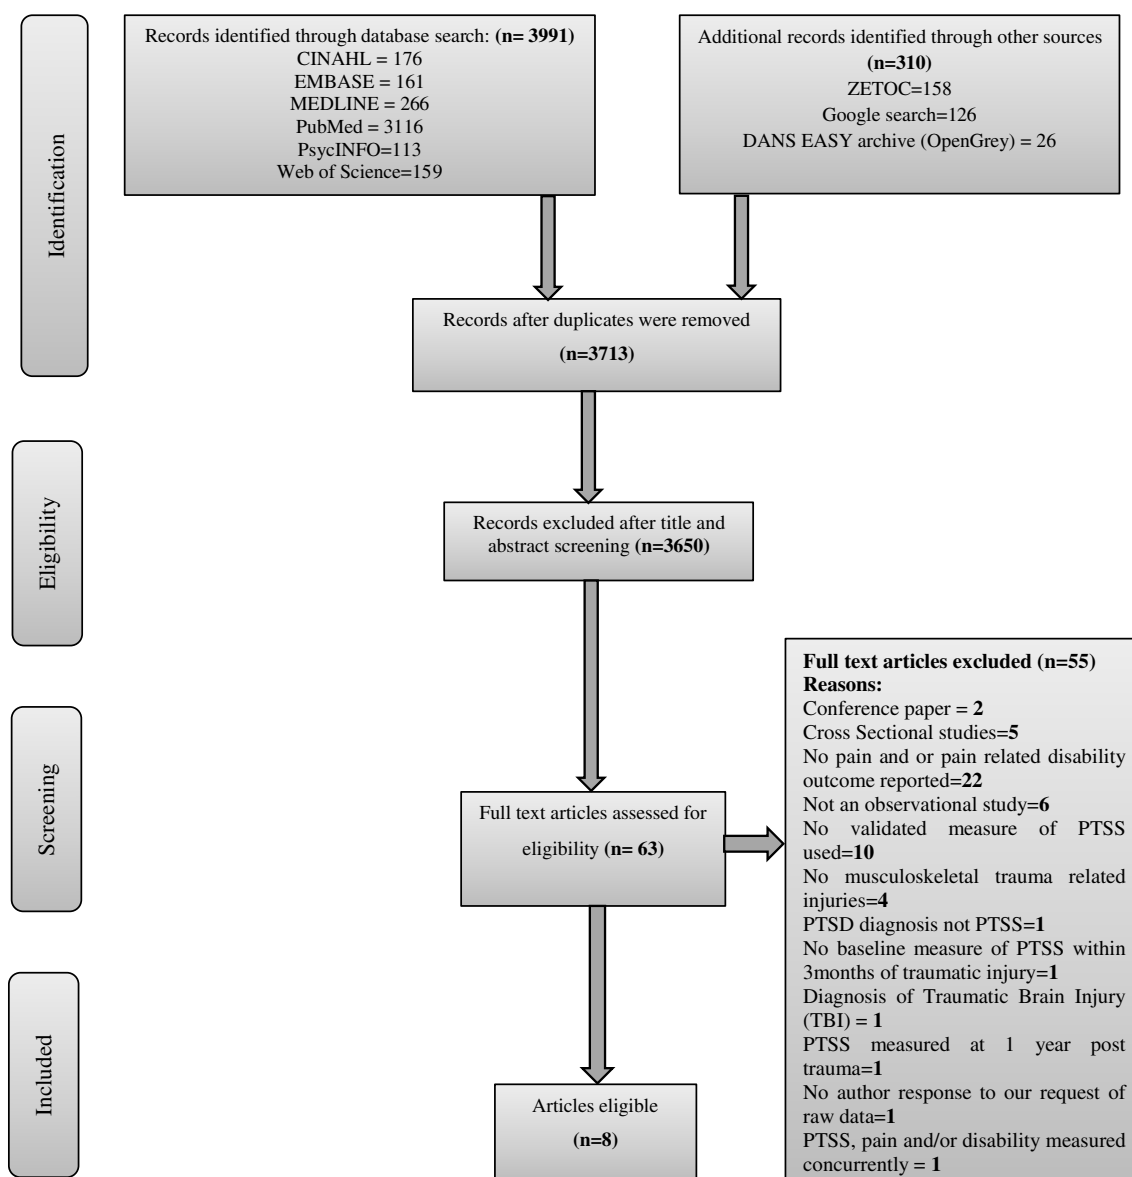 Records identified through database search: (n= 3991)
CINAHL = 176
EMBASE = 161
MEDLINE = 266
PubMed = 3116
PsycINFO=113
Web of Science=159
Additional records identified through other sources
(n=310)
ZETOC=158
Google search=126
DANS EASY archive (OpenGrey) = 26
Identification
Records after duplicates were removed
(n=3713)
Eligibility
Records excluded after title and
abstract screening (n=3650)
Screening
Full text articles assessed for
eligibility (n= 63)
Full text articles excluded (n=55)
Reasons:
Conference paper = 2
Cross Sectional studies=5
No pain and or pain related disability
outcome reported=22
Not an observational study=6
No validated measure of PTSS
used=10
No musculoskeletal trauma related
injuries=4
PTSD diagnosis not PTSS=1
No baseline measure of PTSS within
3months of traumatic injury=1
Diagnosis of Traumatic Brain Injury
(TBI) = 1
PTSS measured at 1 year post
trauma=1
No author response to our request of
raw data=1
PTSS, pain and/or disability measured
concurrently = 1
Included
Articles eligible
(n=8)